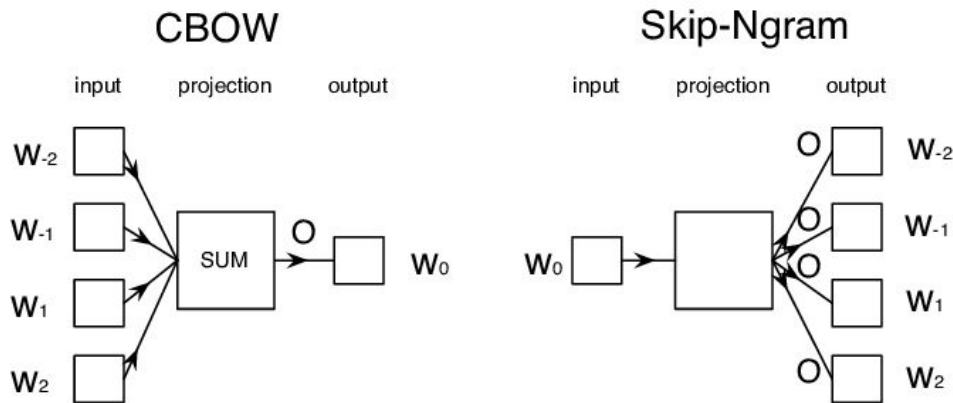 CBOW
input projection output
w-2
w-1
w1
w2
SUM
O
w0
Skip-Ngram
input projection output
w0
O
O
O
O
w-2
w-1
w1
w2